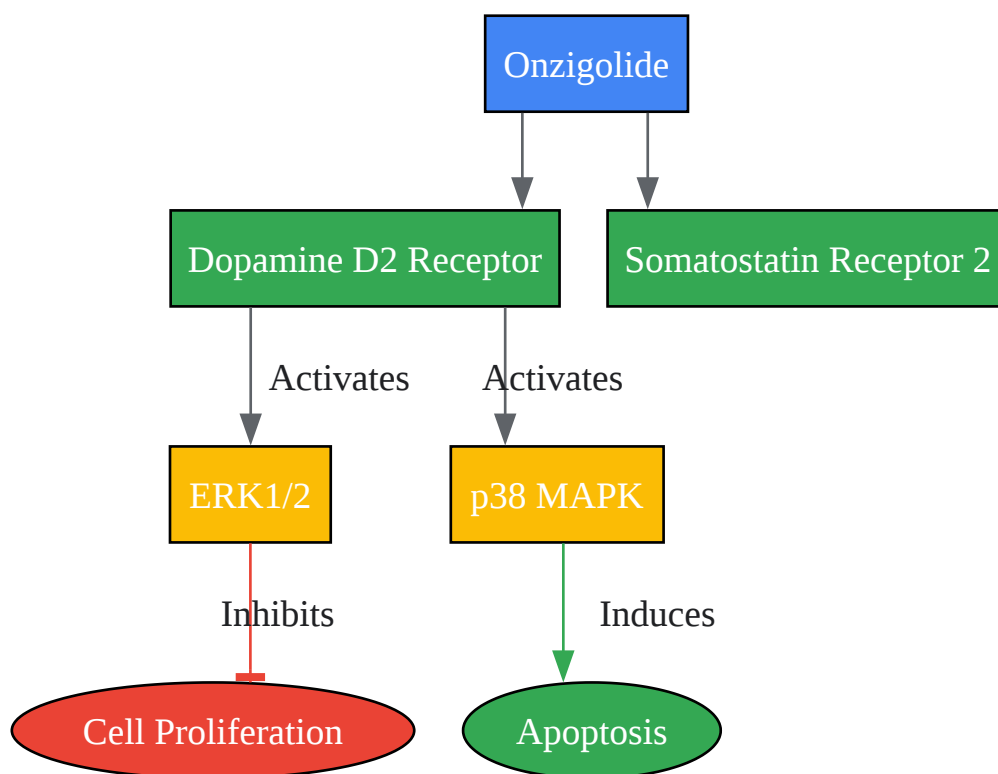 Onzigolide
Dopamine D2 Receptor
Somatostatin Receptor 2
Activates
Activates
ERK1/2
p38 MAPK
Inhibits
Induces
Cell Proliferation
Apoptosis